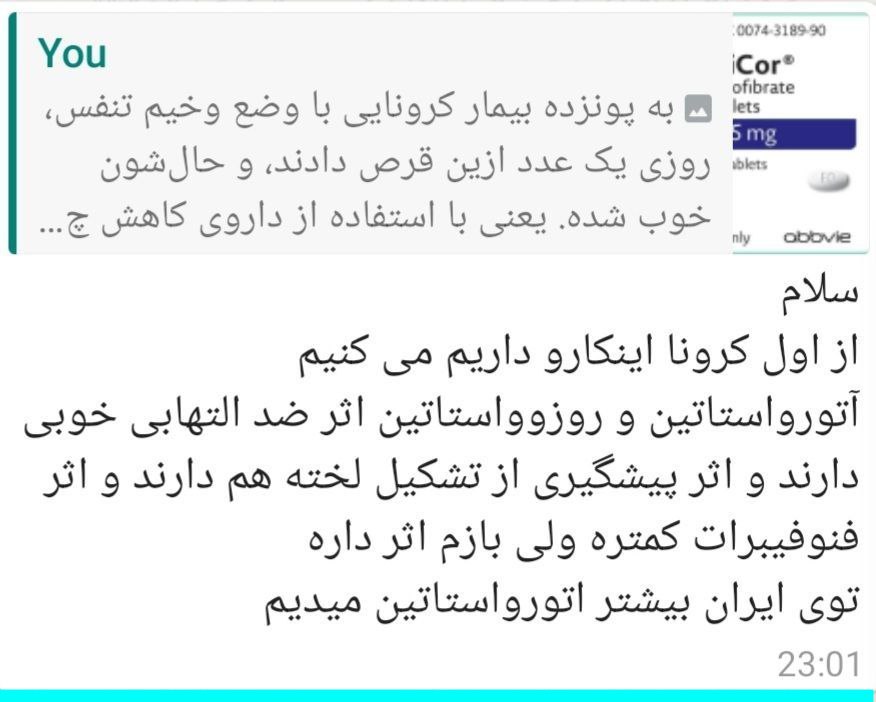 You
به پونزده بیمار کرونایی با وضع وخیم تنفس،
روزی یک عدد ازین قرص دادند، و حال‌شون
خوب شده. یعنی با استفاده از داروی کاهش چ...
0074-3189-90
iCor®
ofibrate
lets
5 mg
ablets
FO
nly abbvie
سلام
از اول کرونا اینکارو داریم می کنیم
آتورواستاتین و روزوواستاتین اثر ضد التهابی خوبی
دارند و اثر پیشگیری از تشکیل لخته هم دارند و اثر
فنوفیبرات کمتره ولی بازم اثر داره
توی ایران بیشتر اتورواستاتین میدیم
23:01